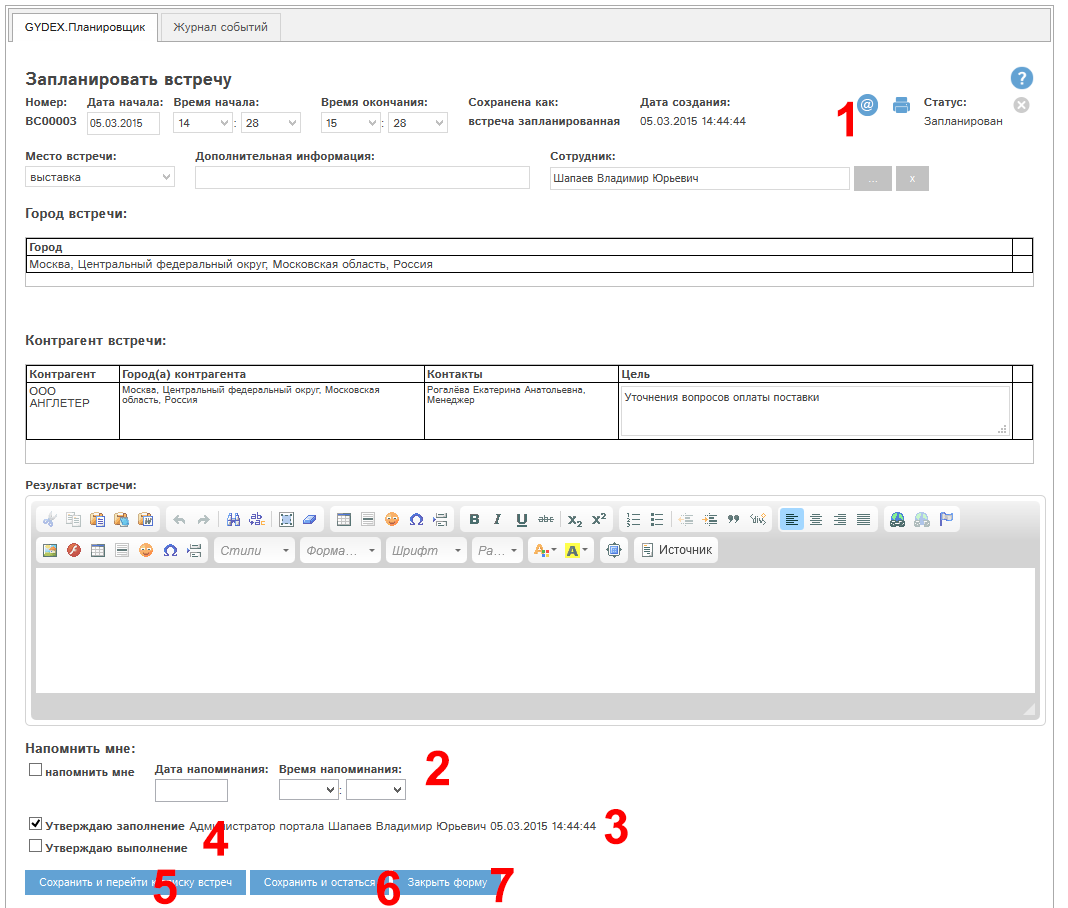 GYDEX.Планировщик Журнал событий
Запланировать встречу ?
Номер: Дата начала: Время начала: Время окончания: Сохранена как: Дата создания: 1 @ Статус:
ВС00003 05.03.2015 14 : 28 15 : 28 встреча запланированная 05.03.2015 14:44:44 Запланирован
Место встречи: Дополнительная информация: Сотрудник:
выставка Шапаев Владимир Юрьевич ... x
Город встречи:
Город
Москва, Центральный федеральный округ, Московская область, Россия
Контрагент встречи:
Контрагент Город(а) контрагента Контакты Цель
ООО АНГЛЕТЕР Москва, Центральный федеральный округ, Московская область, Россия Рогалёва Екатерина Анатольевна, Менеджер Уточнения вопросов оплаты поставки
Результат встречи:
B I U abc x₂ x² div
Стили Форма... Шрифт Ра... A A Источник
Напомнить мне:
напомнить мне Дата напоминания: Время напоминания: 2
:
Утверждаю заполнение Администратор портала Шапаев Владимир Юрьевич 05.03.2015 14:44:44 3
Утверждаю выполнение 4
Сохранить и перейти к списку встреч 5 Сохранить и остаться 6 Закрыть форму 7